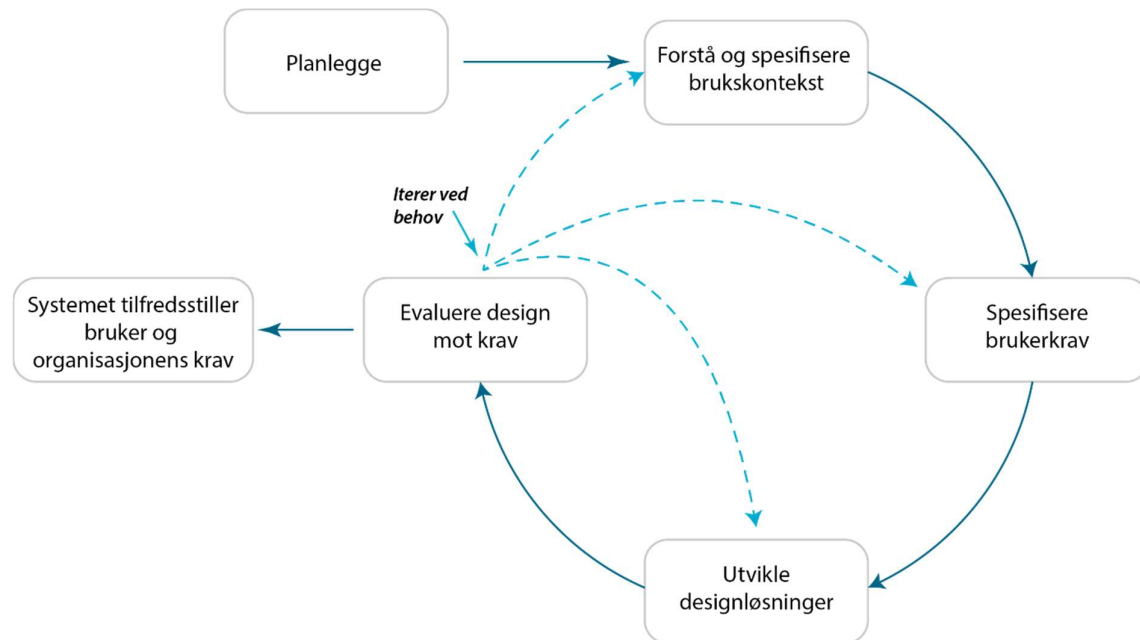 Planlegge
Forstå og spesifisere
brukskontekst
Iterer ved
behov
Systemet tilfredsstiller
bruker og
organisasjonens krav
Evaluere design
mot krav
Spesifisere
brukerkrav
Utvikle
designløsninger